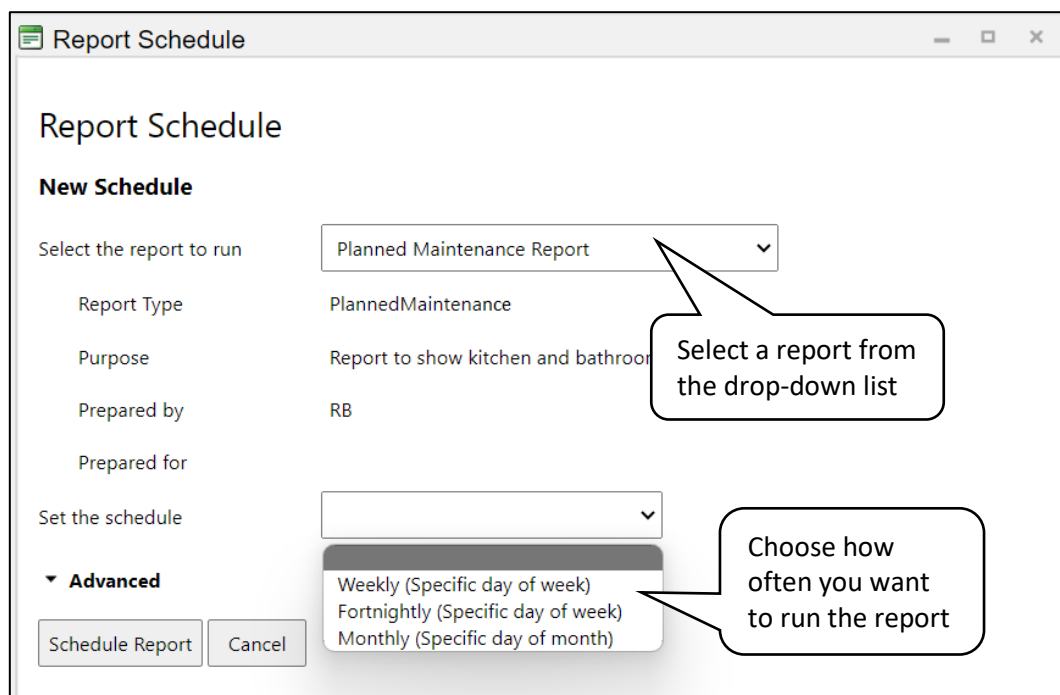 Report Schedule
Report Schedule
New Schedule
Select the report to run
Planned Maintenance Report
Report Type
PlannedMaintenance
Purpose
Report to show kitchen and bathroom
Select a report from
the drop-down list
Prepared by
RB
Prepared for
Set the schedule
Choose how
often you want
to run the report
Advanced
Weekly (Specific day of week)
Fortnightly (Specific day of week)
Monthly (Specific day of month)
Schedule Report
Cancel